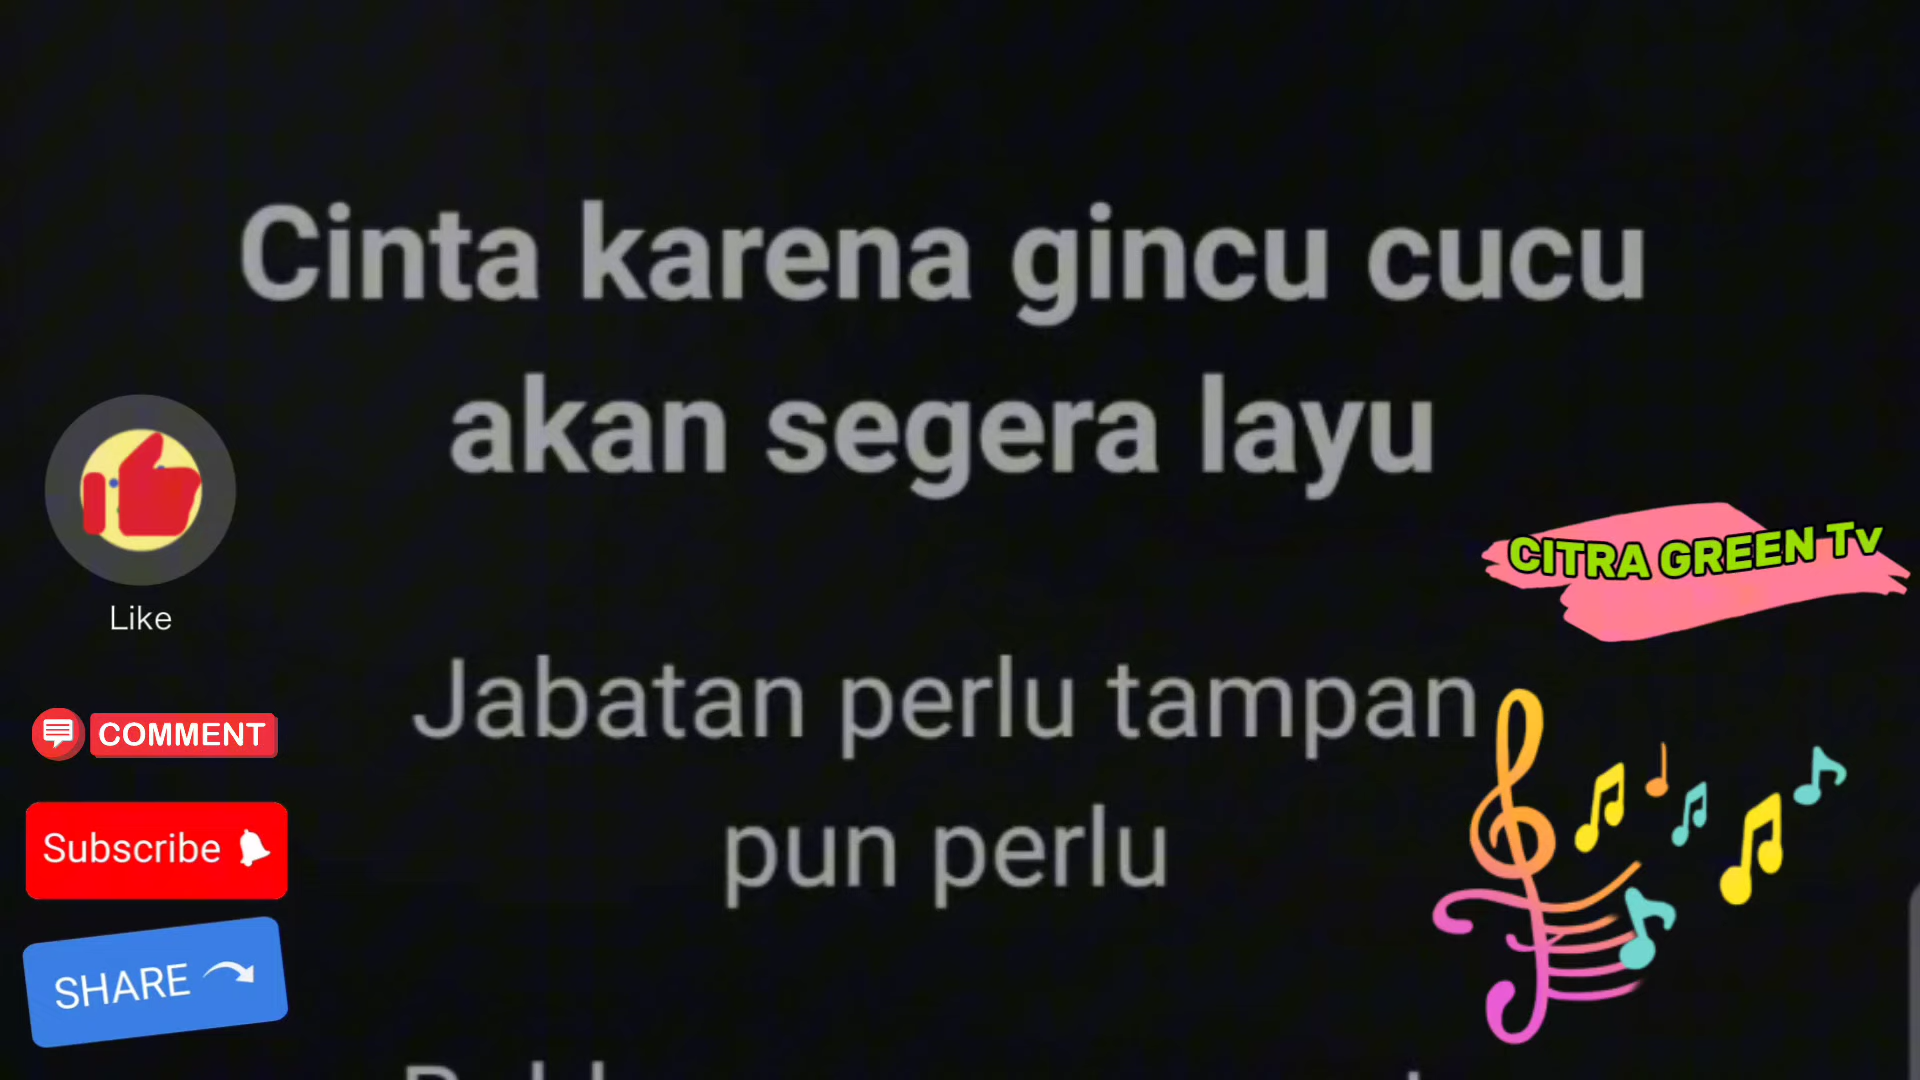 Cinta karena gincu cucu
akan segera layu
CITRA GREEN Tv
Like
Jabatan perlu tampan
pun perlu
COMMENT
Subscribe
SHARE